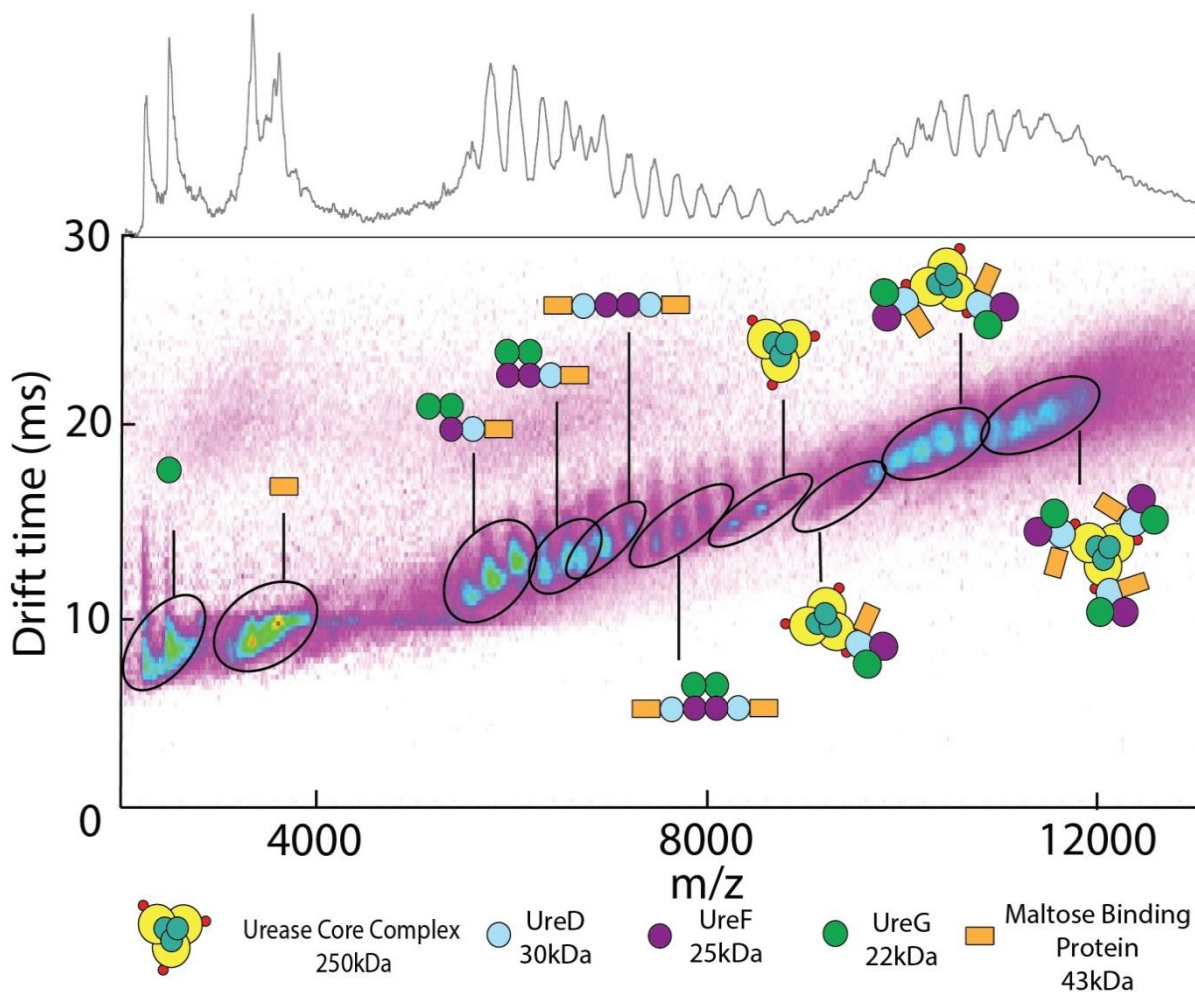 30
20
Drift time (ms)
10
0
4000
8000
12000
m/z
Urease Core Complex
250kDa
UreD
30kDa
UreF
25kDa
UreG
22kDa
Maltose Binding
Protein
43kDa